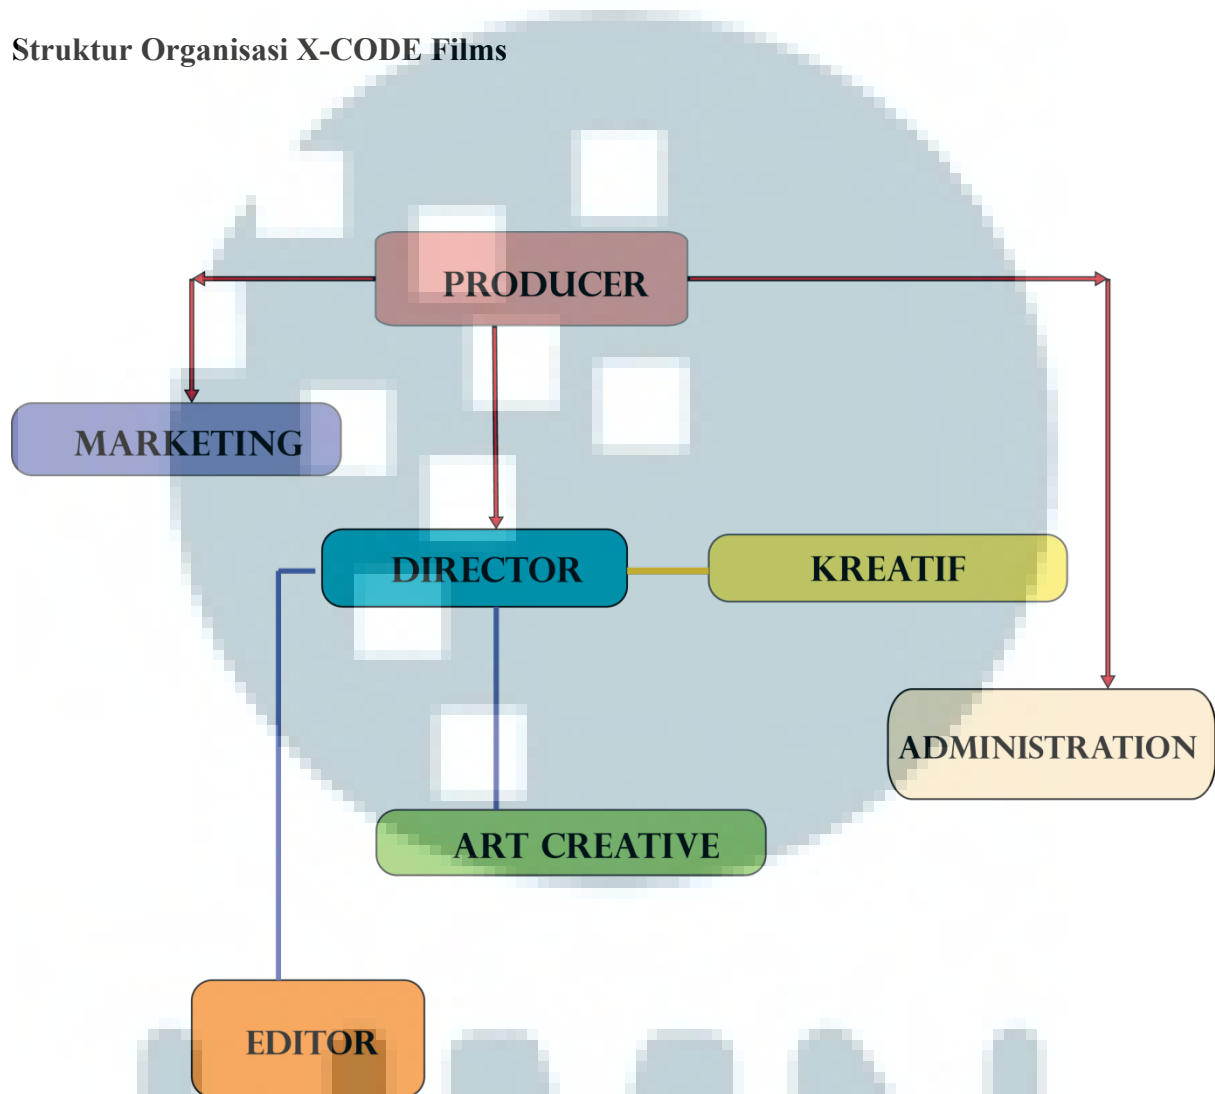 Struktur Organisasi X-CODE Films
PRODUCER
MARKETING
DIRECTOR
KREATIF
ADMINISTRATION
ART CREATIVE
EDITOR